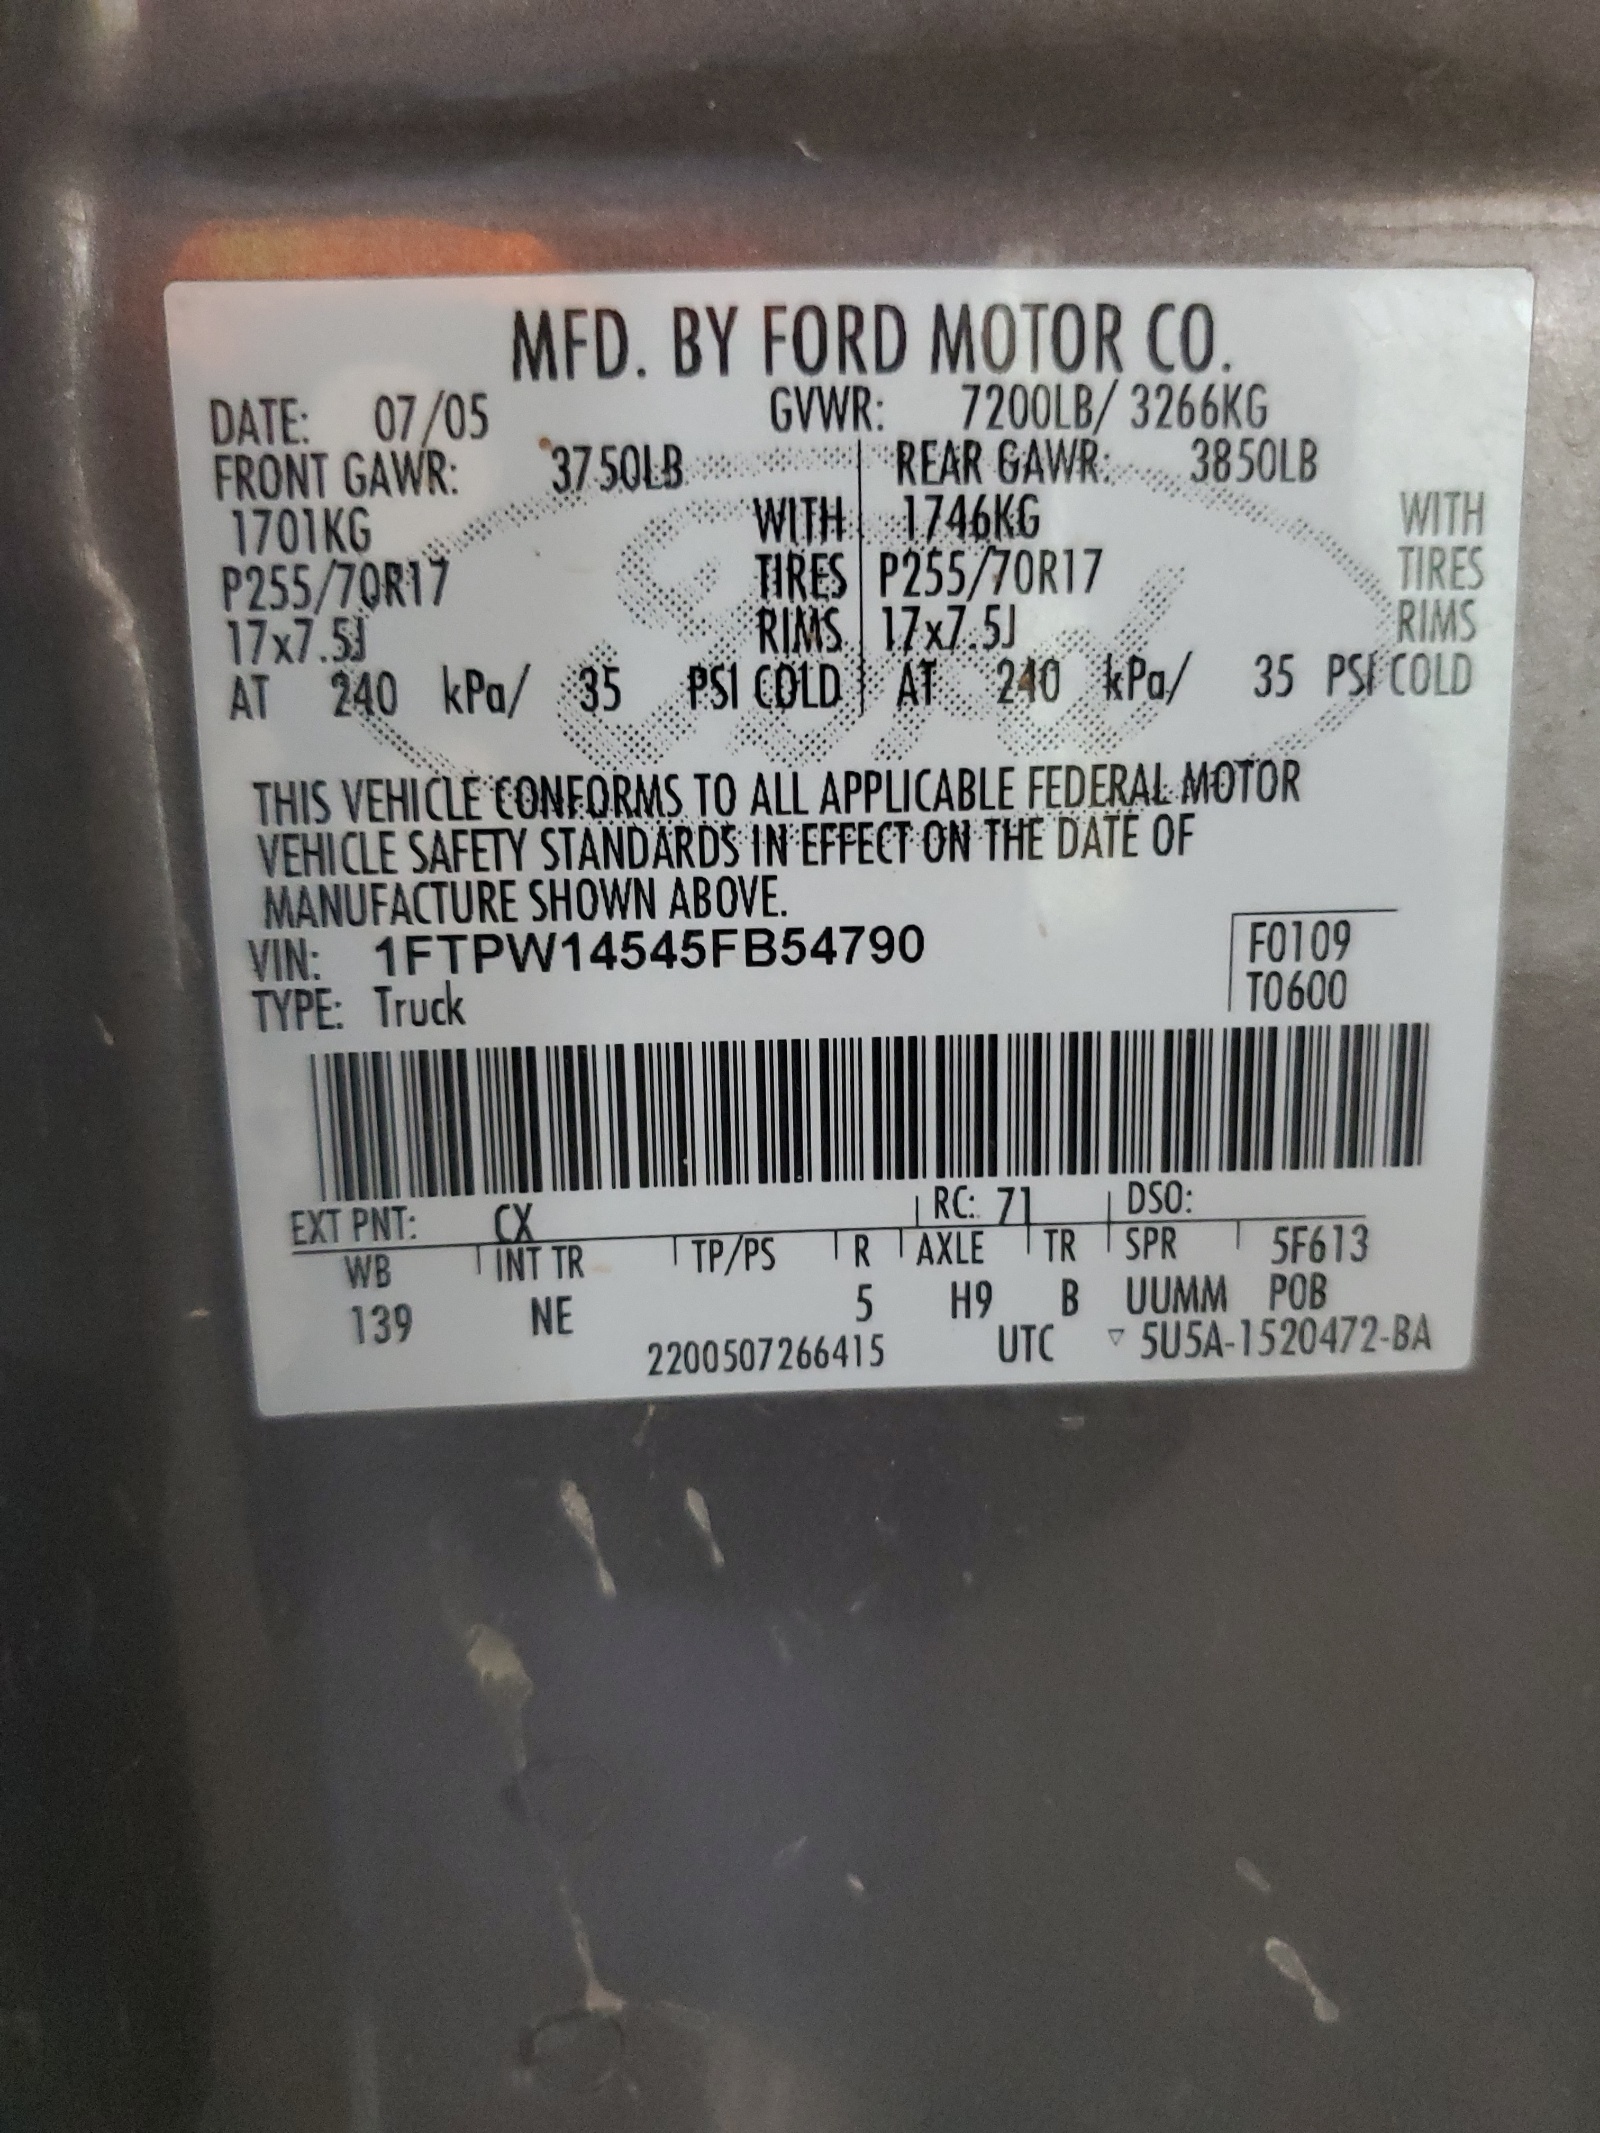 MFD. BY FORD MOTOR CO.
DATE: 07/05 GVWR: 7200LB/ 3266KG
FRONT GAWR: 3750LB REAR GAWR: 3850LB
1701KG WITH 1746KG WITH
P255/70R17 TIRES P255/70R17 TIRES
17x7.5J RIMS 17x7.5J RIMS
AT 240 kPa/ 35 PSI COLD AT 240 kPa/ 35 PSI COLD
THIS VEHICLE CONFORMS TO ALL APPLICABLE FEDERAL MOTOR
VEHICLE SAFETY STANDARDS IN EFFECT ON THE DATE OF
MANUFACTURE SHOWN ABOVE.
VIN: 1FTPW14545FB54790 F0109
TYPE: Truck T0600
EXT PNT: CX RC: 71 DSO:
WB INT TR TP/PS R AXLE TR SPR 5F613
139 NE 5 H9 B UUMM POB
2200507266415 UTC ▽ 5U5A-1520472-BA